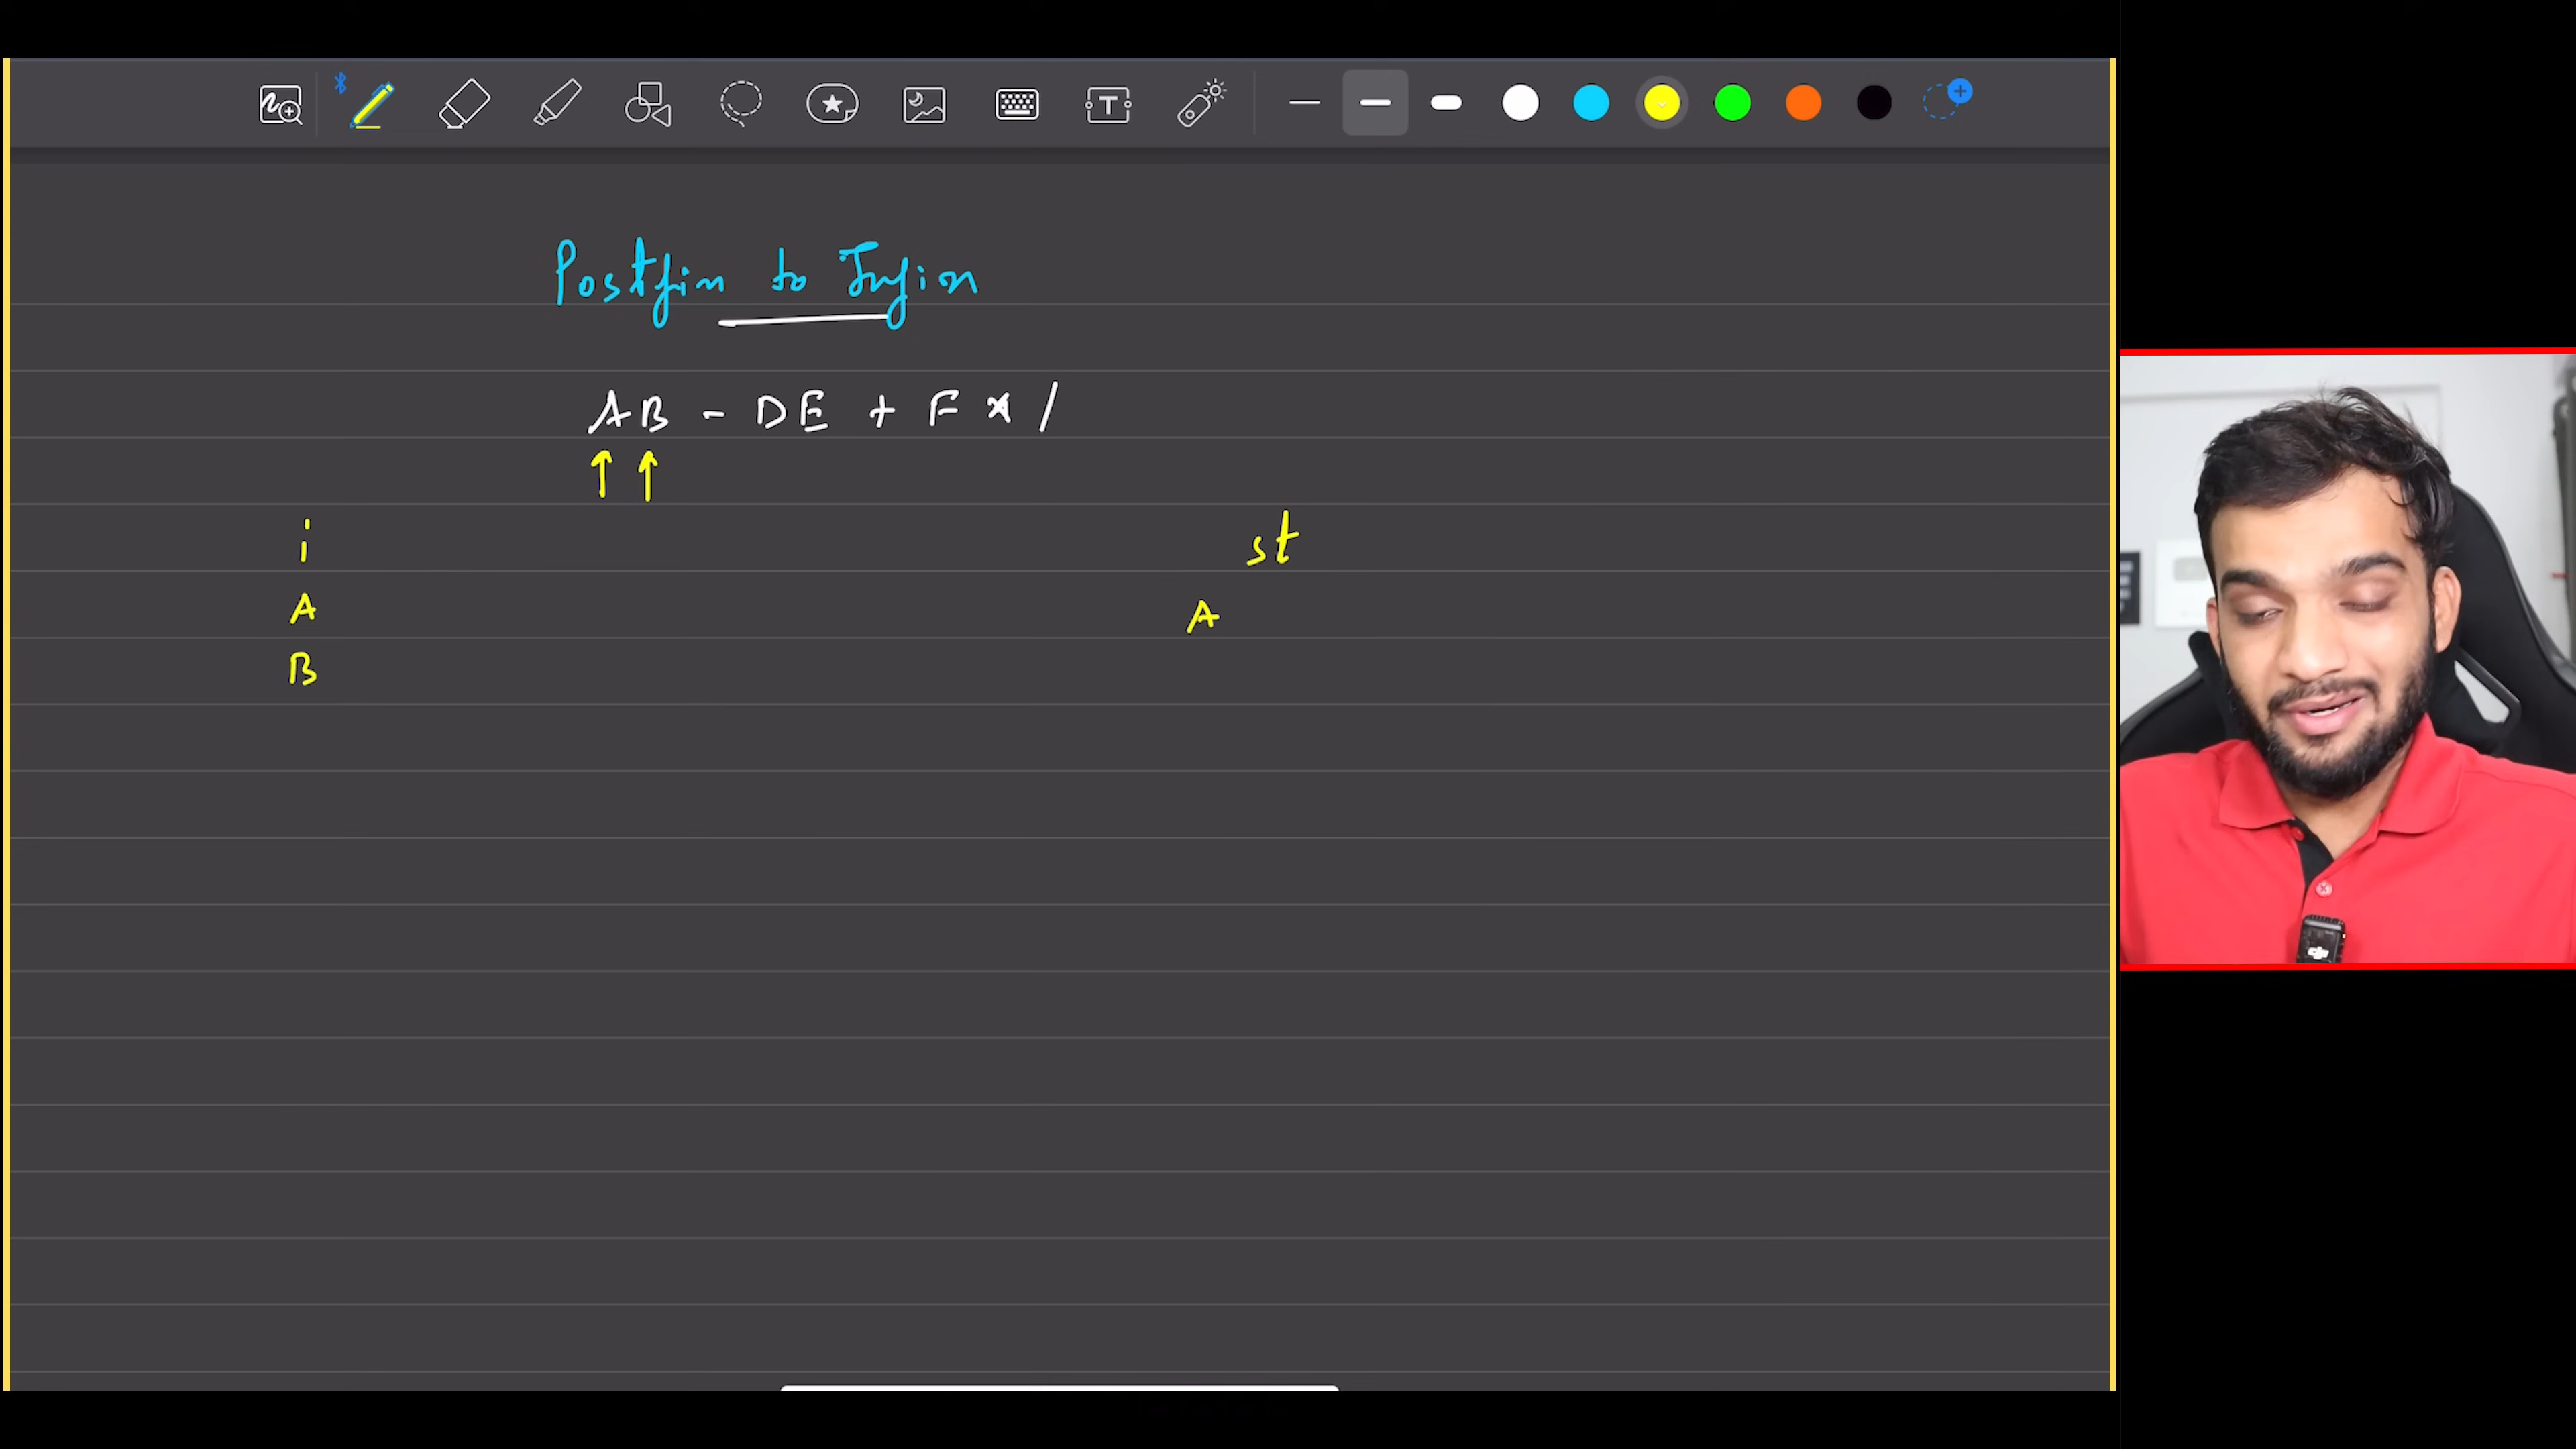 T
Postfix to Infix
AB - DE + F * /
i st
A A
B